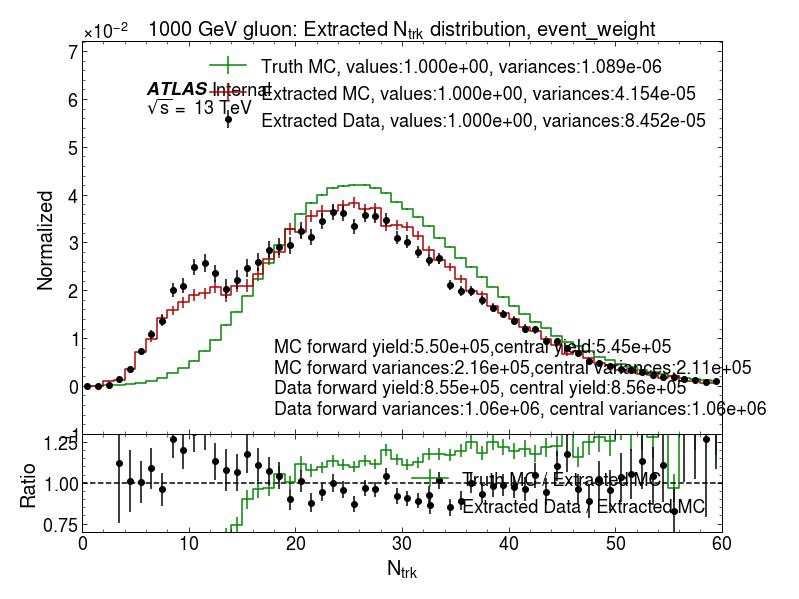 ×10⁻² 1000 GeV gluon: Extracted Ntrk distribution, event_weight
Truth MC, values:1.000e+00, variances:1.089e-06
ATLAS Internal
Extracted MC, values:1.000e+00, variances:4.154e-05
√s = 13 TeV
Extracted Data, values:1.000e+00, variances:8.452e-05
7
6
5
4
3
2
1
0
1
Normalized
MC forward yield:5.50e+05,central yield:5.45e+05
MC forward variances:2.16e+05,central variances:2.11e+05
Data forward yield:8.55e+05, central yield:8.56e+05
Data forward variances:1.06e+06, central variances:1.06e+06
1.25
1.00
0.75
Ratio
Truth MC / Extracted MC
Extracted Data / Extracted MC
0 10 20 30 40 50 60
Ntrk